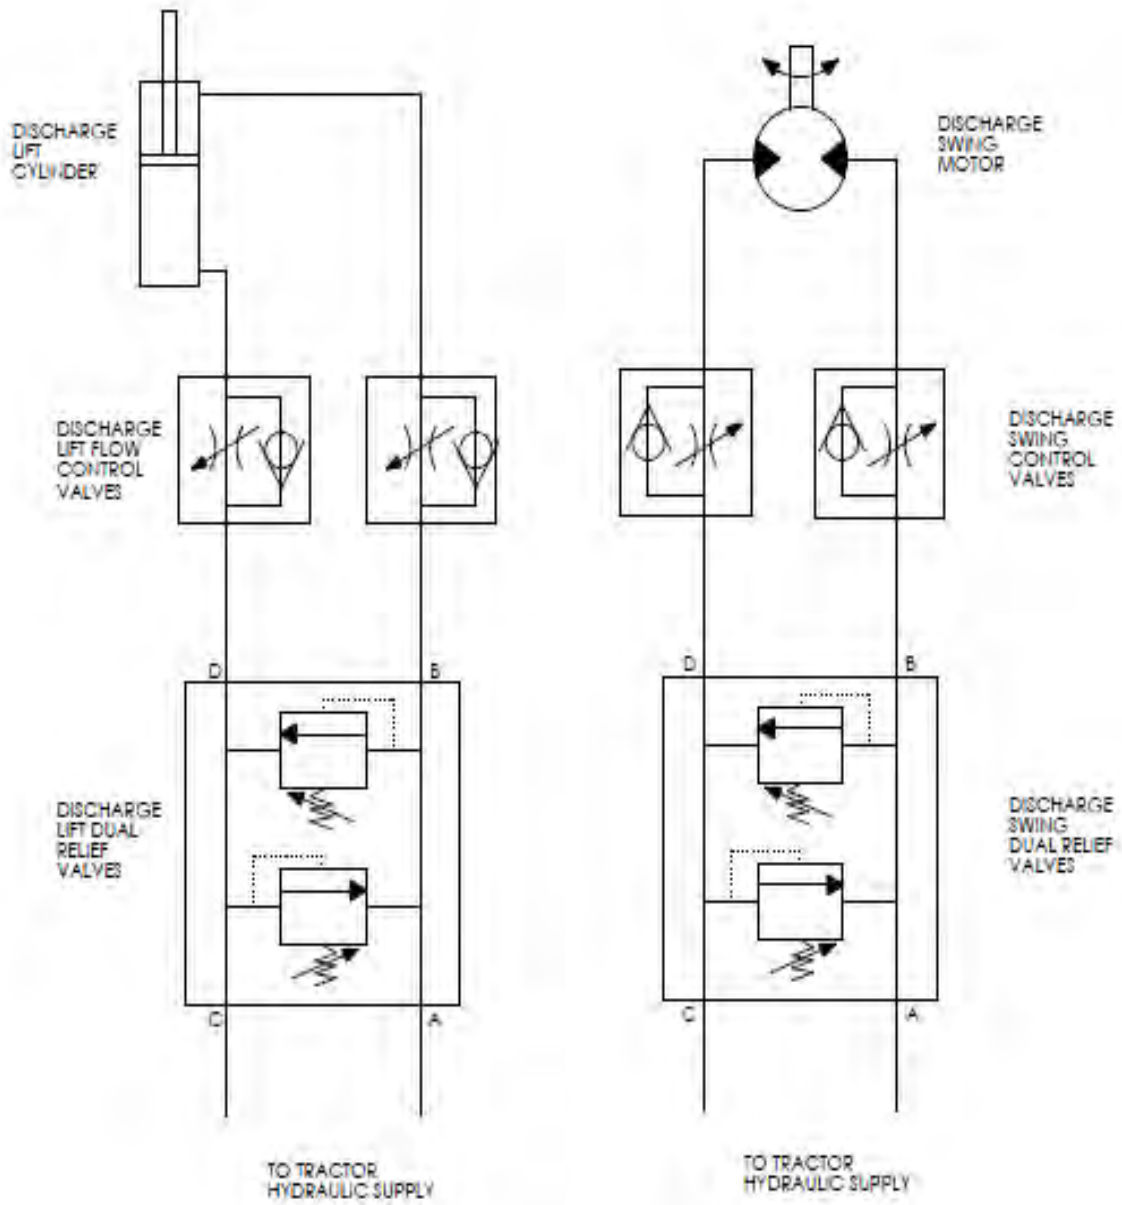 DISCHARGE
LIFT
CYLINDER
DISCHARGE
SWING
MOTOR
DISCHARGE
LIFT FLOW
CONTROL
VALVES
DISCHARGE
SWING
CONTROL
VALVES
D
B
D
B
DISCHARGE
LIFT DUAL
RELIEF
VALVES
DISCHARGE
SWING
DUAL RELIEF
VALVES
C
A
C
A
TO TRACTOR
HYDRAULIC SUPPLY
TO TRACTOR
HYDRAULIC SUPPLY